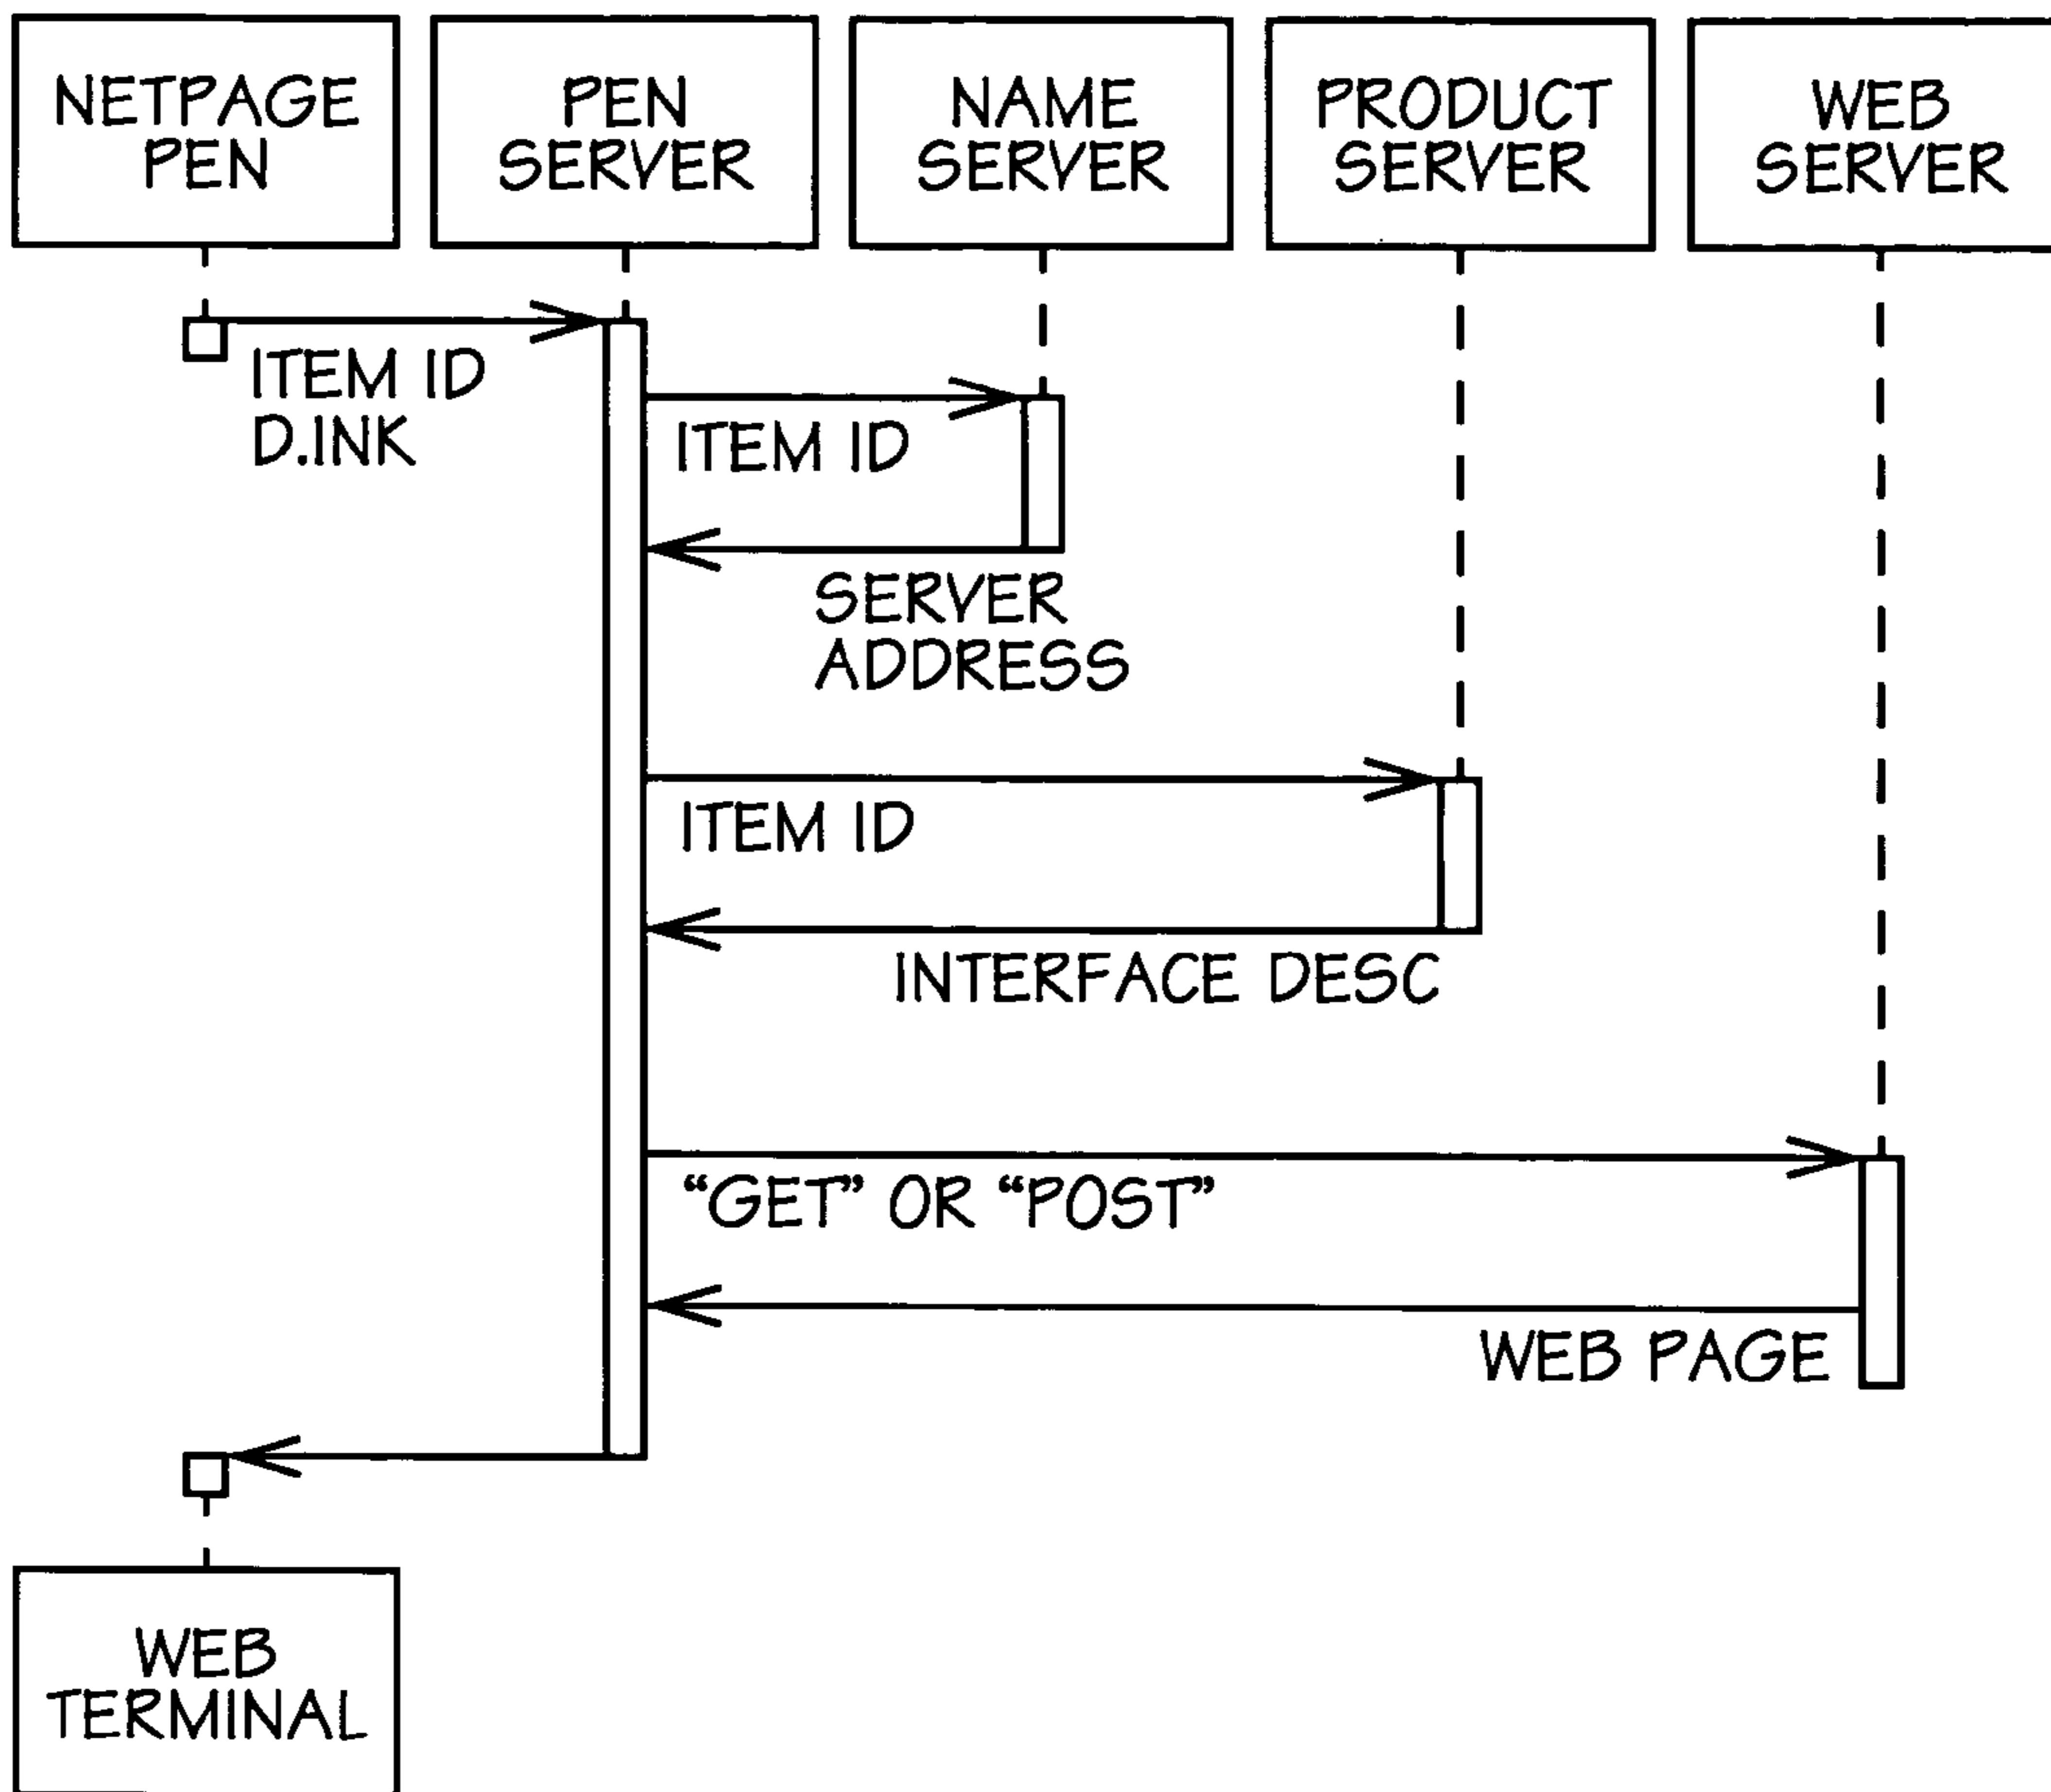 NETPAGE
PEN
PEN
SERVER
NAME
SERVER
PRODUCT
SERVER
WEB
SERVER
ITEM ID
D.INK
ITEM ID
SERVER
ADDRESS
ITEM ID
INTERFACE DESC
“GET” OR “POST”
WEB PAGE
WEB
TERMINAL